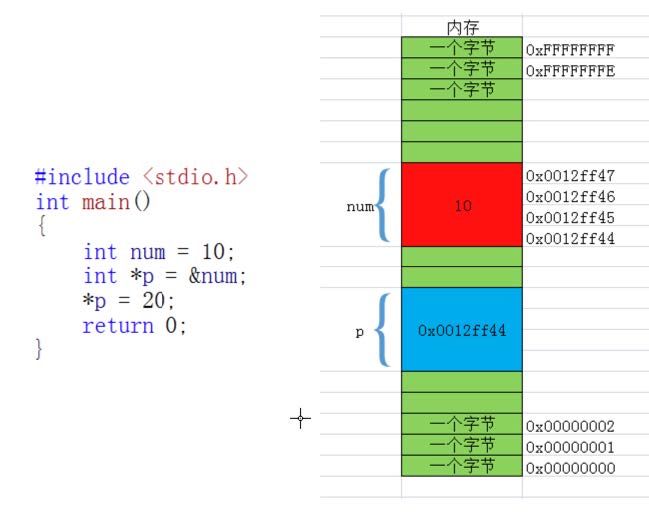 #include <stdio.h>
int main()
{
int num = 10;
int *p = &num;
*p = 20;
return 0;
}
内存
一个字节 0xFFFFFFFF
一个字节 0xFFFFFFFE
一个字节
0x0012ff47
0x0012ff46
num 10
0x0012ff45
0x0012ff44
p 0x0012ff44
一个字节 0x00000002
一个字节 0x00000001
一个字节 0x00000000